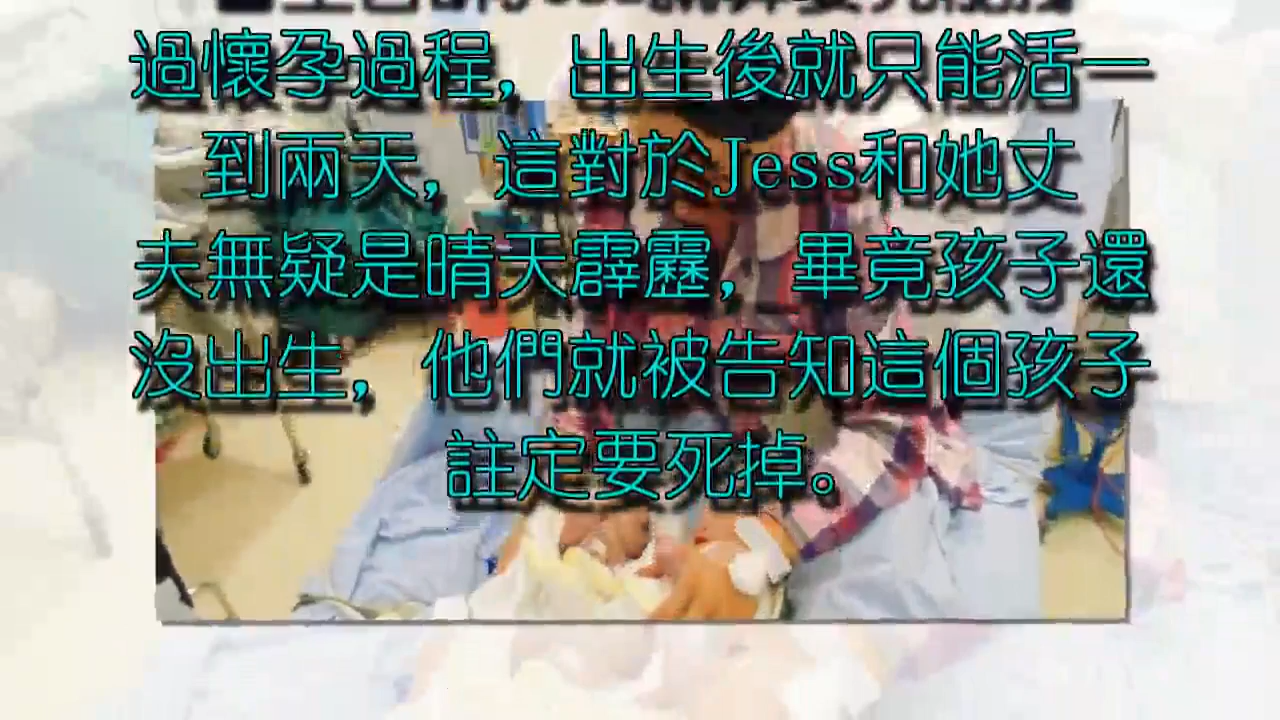 過懷孕過程，出生後就只能活一
到兩天，這對於Jess和她丈
夫無疑是晴天霹靂，畢竟孩子還
沒出生，他們就被告知這個孩子
註定要死掉。